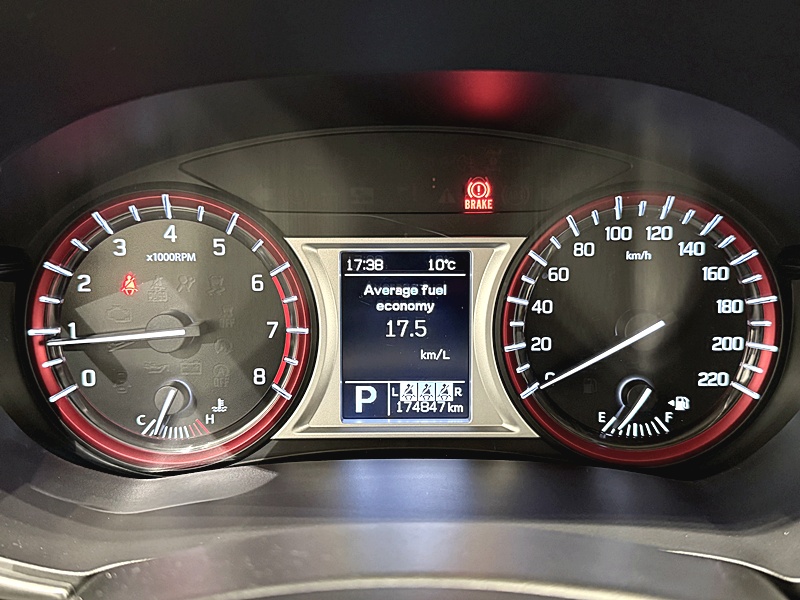 BRAKE
0
1
2
3
4
5
6
7
8
x1000RPM
C H
17:38 10℃
Average fuel
economy
17.5
km/L
P L R
174847 km
0
20
40
60
80
100
120
140
160
180
200
220
km/h
E F